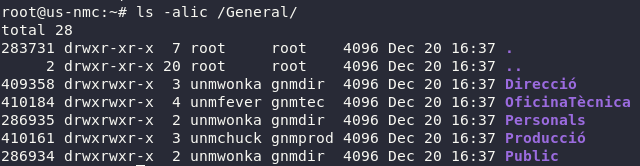 root@us-nmc:~# ls -alic /General/
total 28
283731 drwxr-xr-x  7 root     root    4096 Dec 20 16:37 .
     2 drwxr-xr-x 20 root     root    4096 Dec 20 16:37 ..
409358 drwxrwxr-x  3 unmwonka gnmdir  4096 Dec 20 16:37 Direcció
410184 drwxrwxr-x  4 unmfever gnmtec  4096 Dec 20 16:37 OficinaTècnica
286935 drwxrwxr-x  2 unmwonka gnmdir  4096 Dec 20 16:37 Personals
410161 drwxrwxr-x  3 unmchuck gnmprod 4096 Dec 20 16:37 Producció
286934 drwxrwxr-x  2 unmwonka gnmdir  4096 Dec 20 16:37 Public